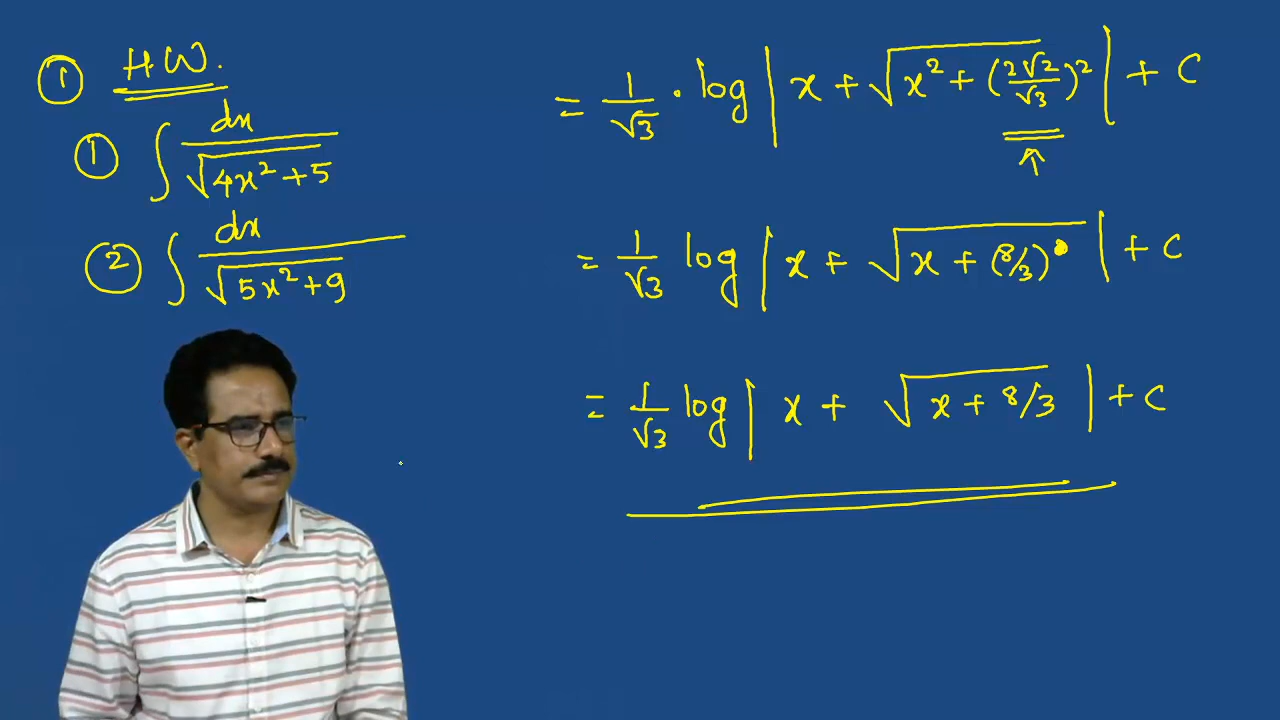 ① HW.
① ∫ dx / √(4x² + 5)
② ∫ dx / √(5x² + 9)
= 1/√3 · log | x + √(x² + (2√2/√3)²) | + C
↑
= 1/√3 log | x + √(x + (8/3)) | + C
= 1/√3 log | x + √(x + 8/3) | + C